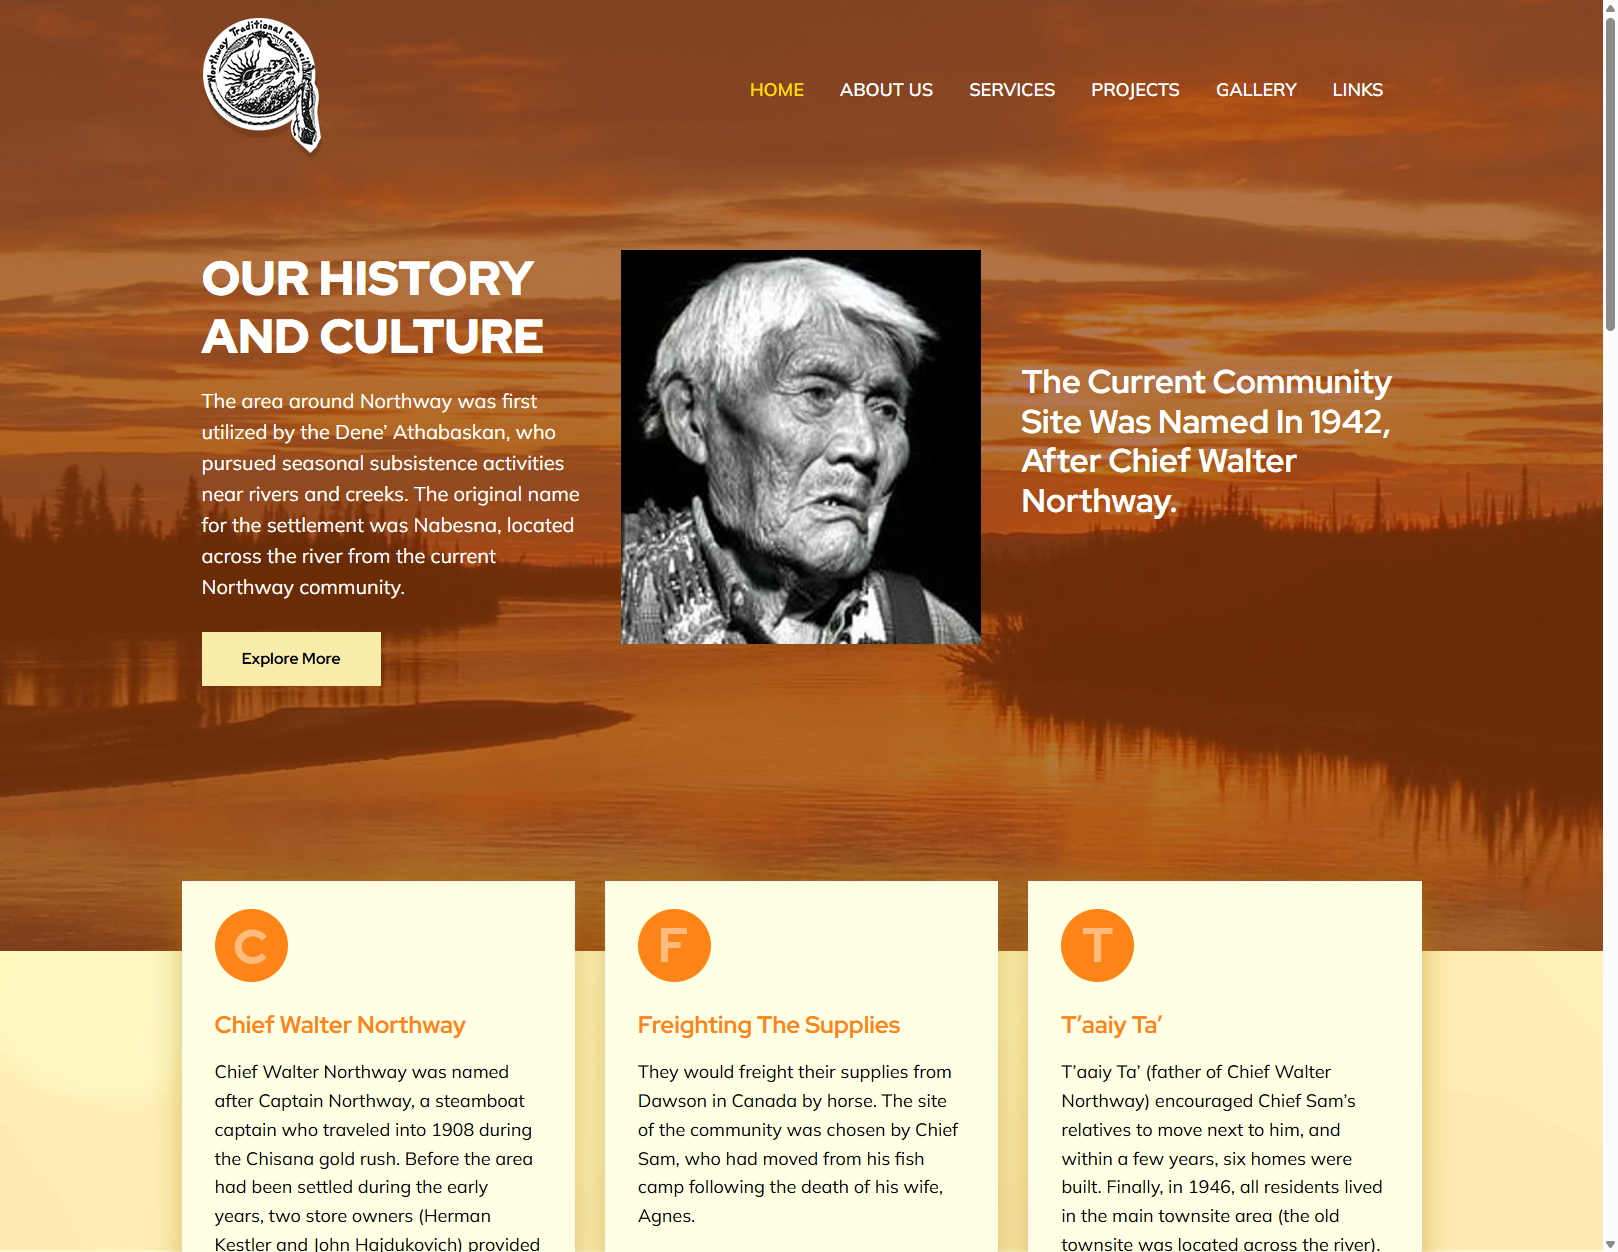 Northway Traditional Council
HOME
ABOUT US
SERVICES
PROJECTS
GALLERY
LINKS
OUR HISTORY
AND CULTURE
The area around Northway was first
utilized by the Dene’ Athabaskan, who
pursued seasonal subsistence activities
near rivers and creeks. The original name
for the settlement was Nabesna, located
across the river from the current
Northway community.
Explore More
The Current Community
Site Was Named In 1942,
After Chief Walter
Northway.
C
Chief Walter Northway
Chief Walter Northway was named
after Captain Northway, a steamboat
captain who traveled into 1908 during
the Chisana gold rush. Before the area
had been settled during the early
years, two store owners (Herman
Kestler and John Hajdukovich) provided
F
Freighting The Supplies
They would freight their supplies from
Dawson in Canada by horse. The site
of the community was chosen by Chief
Sam, who had moved from his fish
camp following the death of his wife,
Agnes.
T
T’aaiy Ta’
T’aaiy Ta’ (father of Chief Walter
Northway) encouraged Chief Sam’s
relatives to move next to him, and
within a few years, six homes were
built. Finally, in 1946, all residents lived
in the main townsite area (the old
townsite was located across the river).